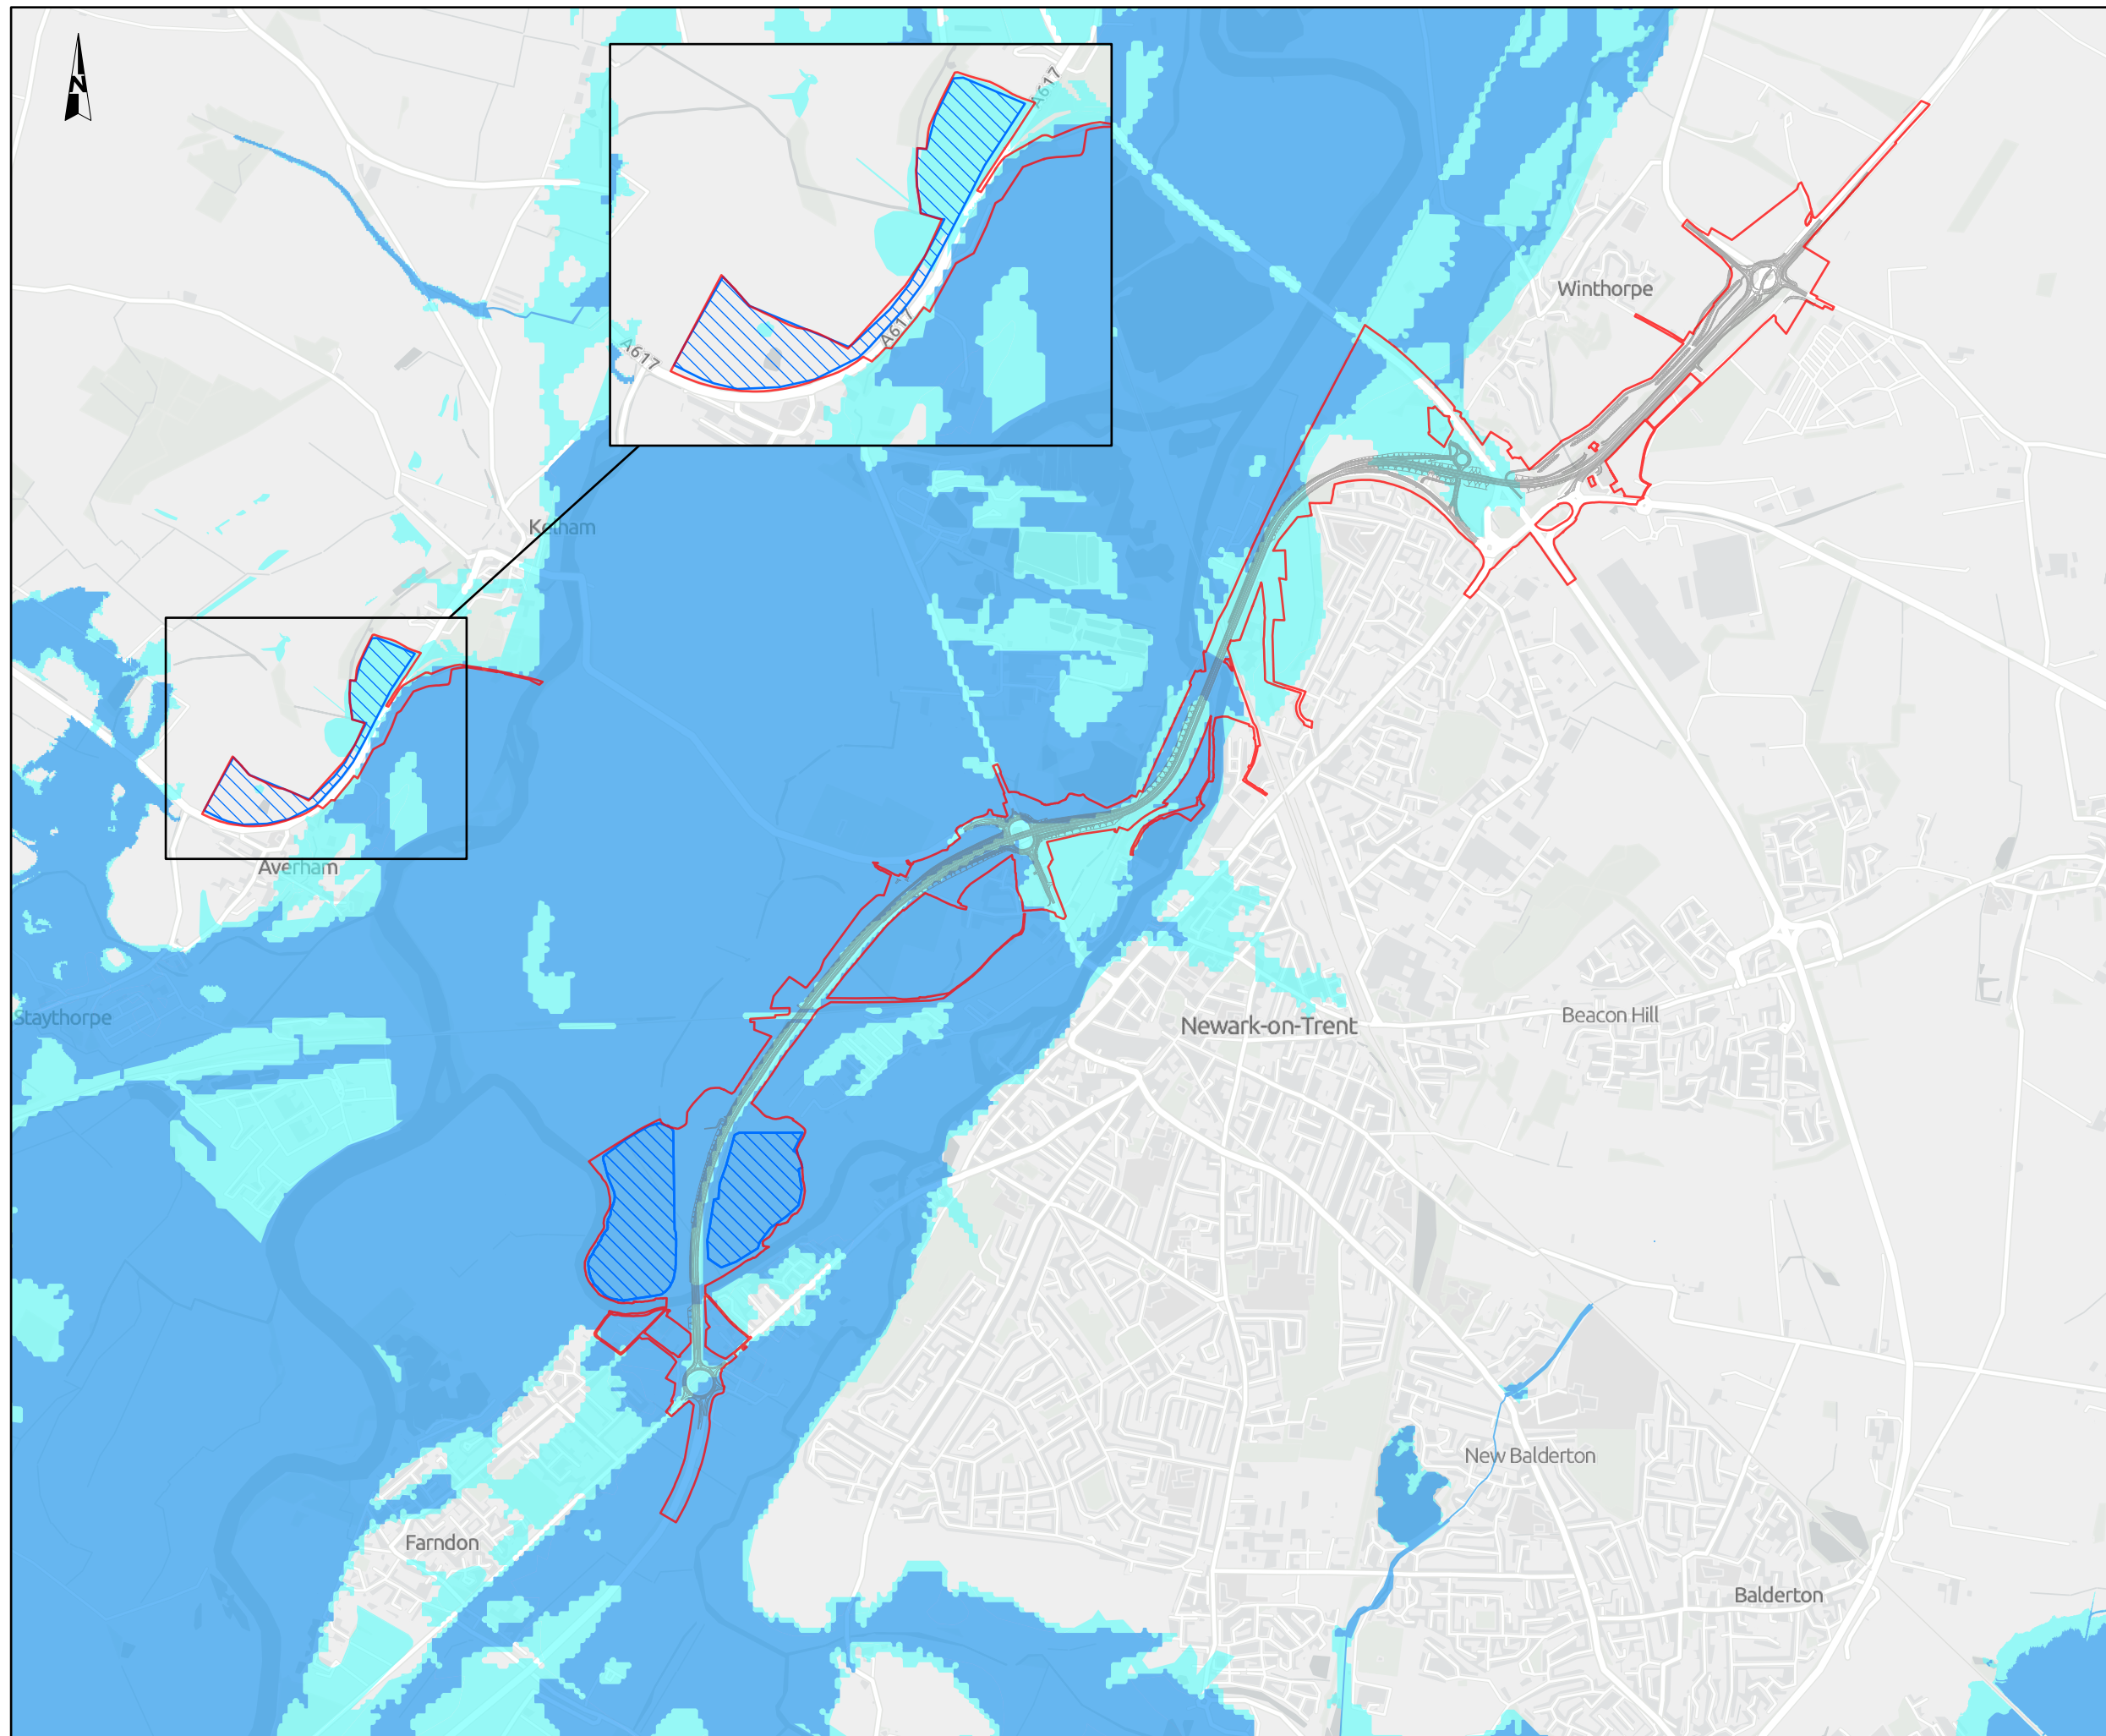 N
A617
A617
A617
Winthorpe
Kelham
Averham
Staythorpe
Newark-on-Trent
Beacon Hill
New Balderton
Farndon
Balderton